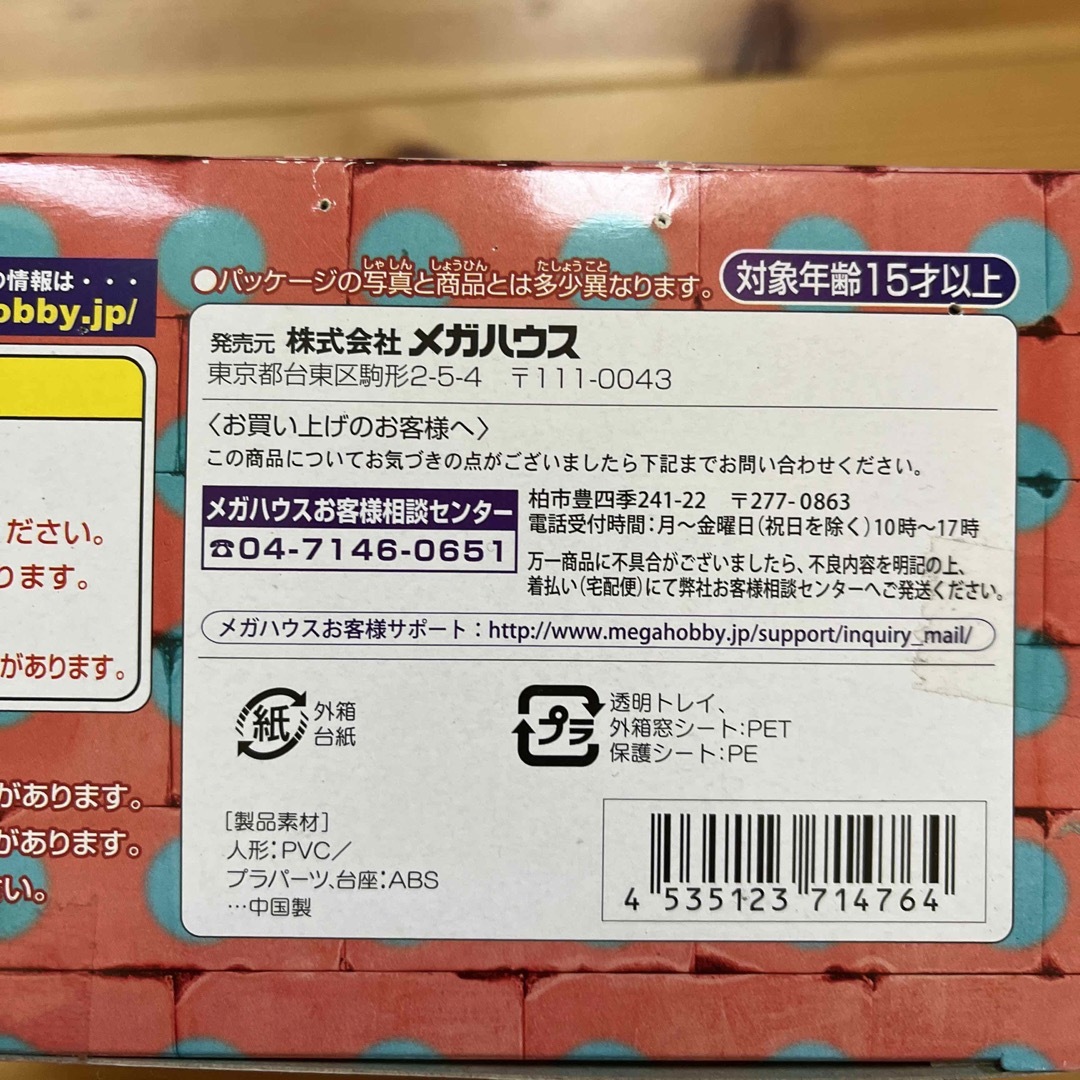 の情報は・・・
obby.jp/
ください。
ります。
があります。
があります。
があります。
さい。
●パッケージの写真と商品とは多少異なります。
しゃしん しょうひん たしょうこと
対象年齢15才以上
発売元 株式会社 メガハウス
東京都台東区駒形2-5-4 〒111-0043
〈お買い上げのお客様へ〉
この商品についてお気づきの点がございましたら下記までお問い合わせください。
メガハウスお客様相談センター
☎04-7146-0651
柏市豊四季241-22 〒277-0863
電話受付時間:月〜金曜日(祝日を除く)10時〜17時
万一商品に不具合がございましたら、不良内容を明記の上、
着払い(宅配便)にて弊社お客様相談センターへご発送ください。
メガハウスお客様サポート:http://www.megahobby.jp/support/inquiry_mail/
紙 外箱
台紙
プラ 透明トレイ、
外箱窓シート:PET
保護シート:PE
[製品素材]
人形:PVC/
プラパーツ、台座:ABS
…中国製
4 535123 714764